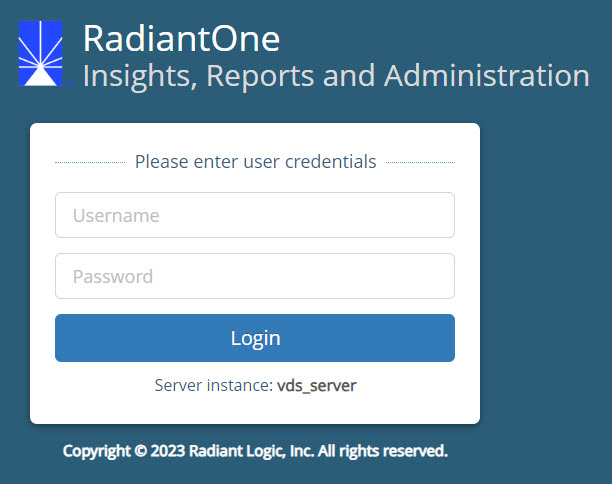 RadiantOne
Insights, Reports and Administration
Please enter user credentials
Username
Password
Login
Server instance: vds_server
Copyright © 2023 Radiant Logic, Inc. All rights reserved.